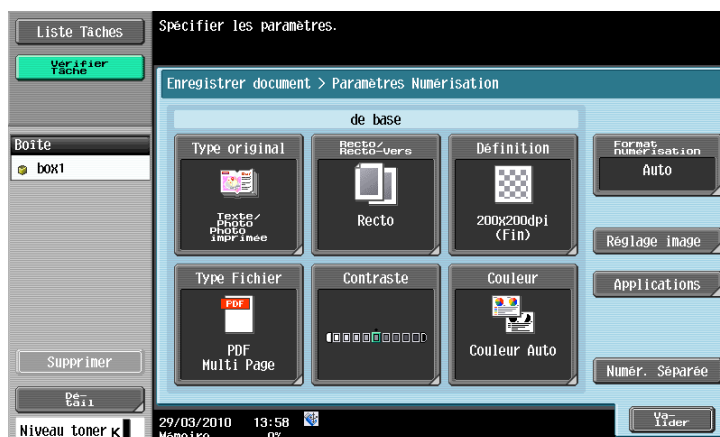 Liste Tâches
Vérifier
Tâche
Spécifier les paramètres.
Enregistrer document > Paramètres Numérisation
de base
Boîte
box1
Type original
Texte/
Photo
Photo
imprimée
Recto/
Recto-Vers
Recto
Définition
200x200dpi
(Fin)
Format
numérisation
Auto
Réglage image
Type Fichier
PDF
PDF
Multi Page
Contraste
Couleur
Couleur Auto
Applications
Numér. Séparée
Supprimer
Dé-
tail
Niveau toner K
29/03/2010 13:58
Mémoire 0%
Va-
lider